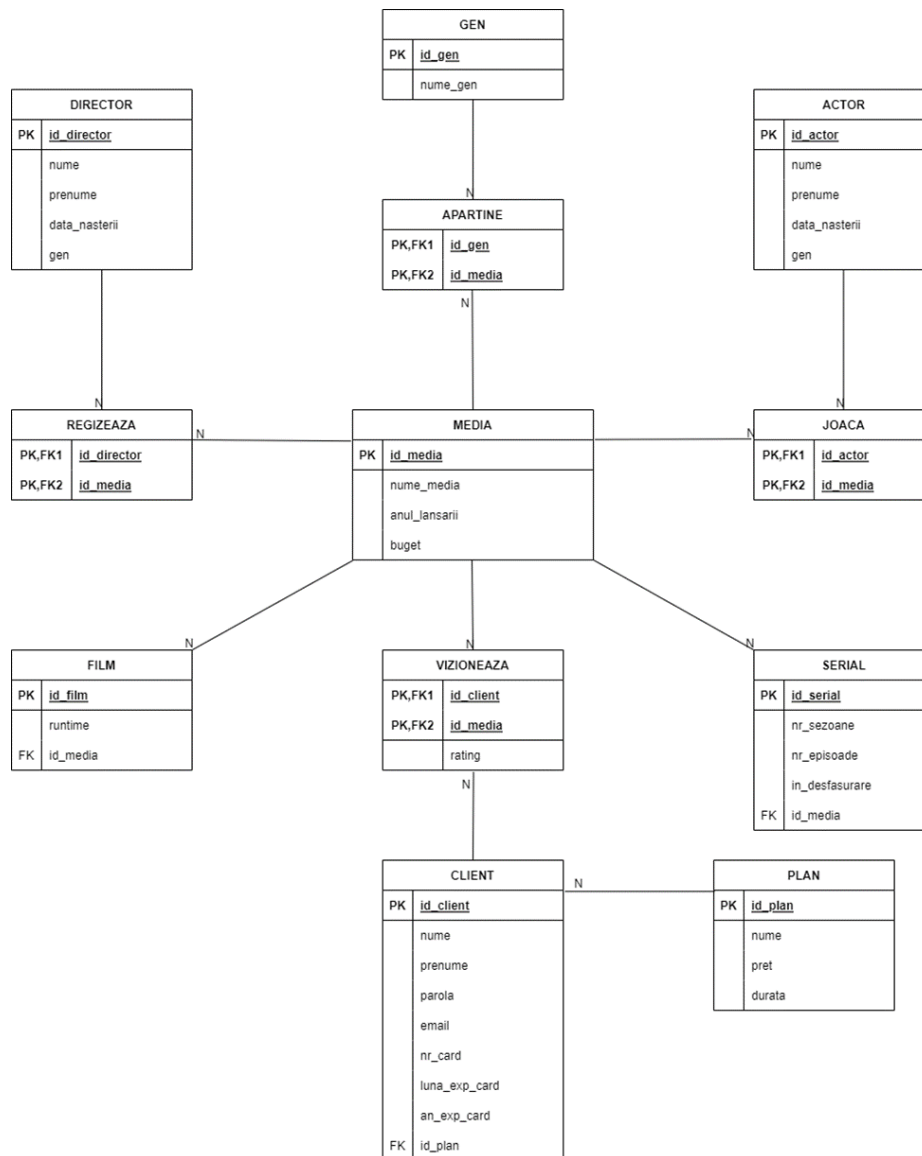 GEN
PK id_gen
nume_gen
DIRECTOR
PK id_director
nume
prenume
data_nasterii
gen
ACTOR
PK id_actor
nume
prenume
data_nasterii
gen
N
APARTINE
PK,FK1 id_gen
PK,FK2 id_media
N
N
REGIZEAZA
PK,FK1 id_director
PK,FK2 id_media
N
MEDIA
PK id_media
nume_media
anul_lansarii
buget
N
N
JOACA
PK,FK1 id_actor
PK,FK2 id_media
N
FILM
PK id_film
runtime
FK id_media
N
VIZIONEAZA
PK,FK1 id_client
PK,FK2 id_media
rating
N
N
SERIAL
PK id_serial
nr_sezoane
nr_episoade
in_desfasurare
FK id_media
CLIENT
PK id_client
nume
prenume
parola
email
nr_card
luna_exp_card
an_exp_card
FK id_plan
N
PLAN
PK id_plan
nume
pret
durata